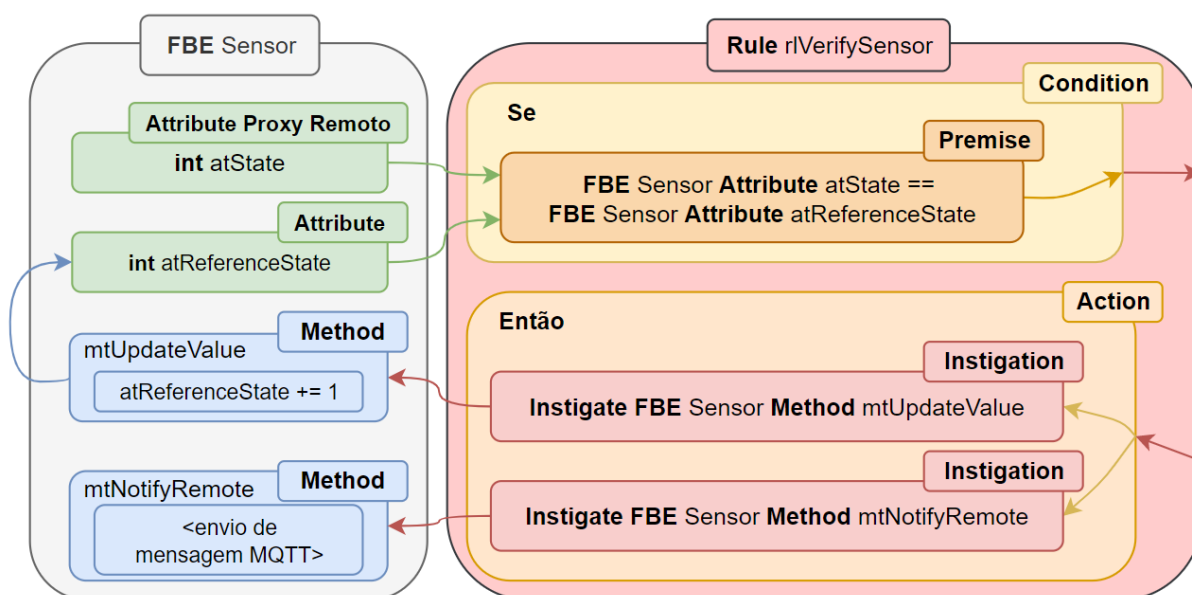 FBE Sensor
Attribute Proxy Remoto
int atState
Attribute
int atReferenceState
Method
mtUpdateValue
atReferenceState += 1
Method
mtNotifyRemote
<envio de
mensagem MQTT>
Rule rlVerifySensor
Condition
Se
Premise
FBE Sensor Attribute atState ==
FBE Sensor Attribute atReferenceState
Action
Então
Instigation
Instigate FBE Sensor Method mtUpdateValue
Instigation
Instigate FBE Sensor Method mtNotifyRemote